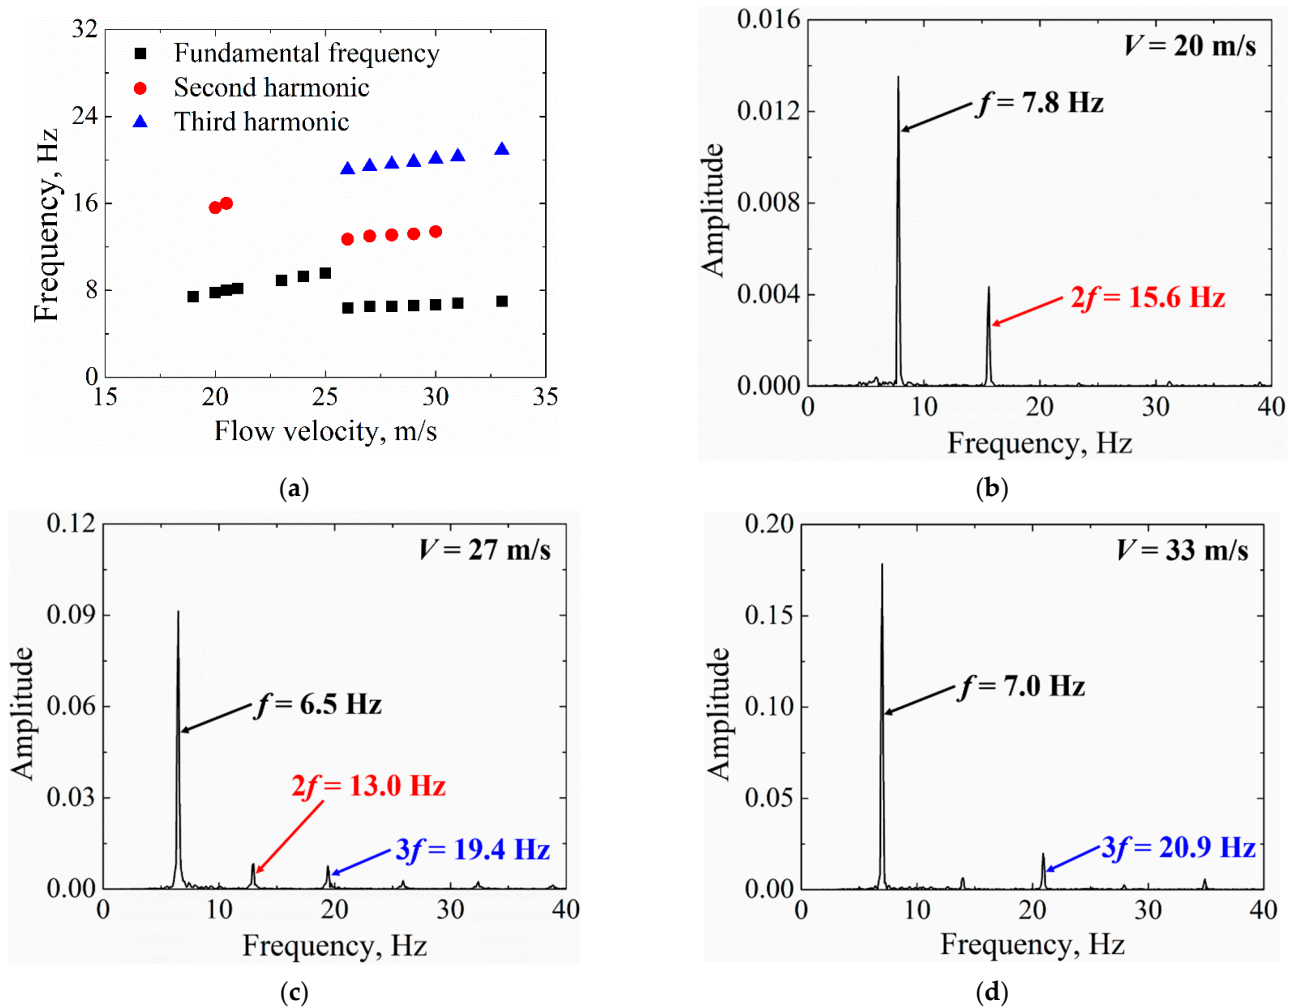 32
24
16
8
0
Frequency, Hz
Fundamental frequency
Second harmonic
Third harmonic
15 20 25 30 35
Flow velocity, m/s
(a)
0.016
0.012
0.008
0.004
0.000
Amplitude
V = 20 m/s
f = 7.8 Hz
2f = 15.6 Hz
0 10 20 30 40
Frequency, Hz
(b)
0.12
0.09
0.06
0.03
0.00
Amplitude
V = 27 m/s
f = 6.5 Hz
2f = 13.0 Hz
3f = 19.4 Hz
0 10 20 30 40
Frequency, Hz
(c)
0.20
0.15
0.10
0.05
0.00
Amplitude
V = 33 m/s
f = 7.0 Hz
3f = 20.9 Hz
0 10 20 30 40
Frequency, Hz
(d)